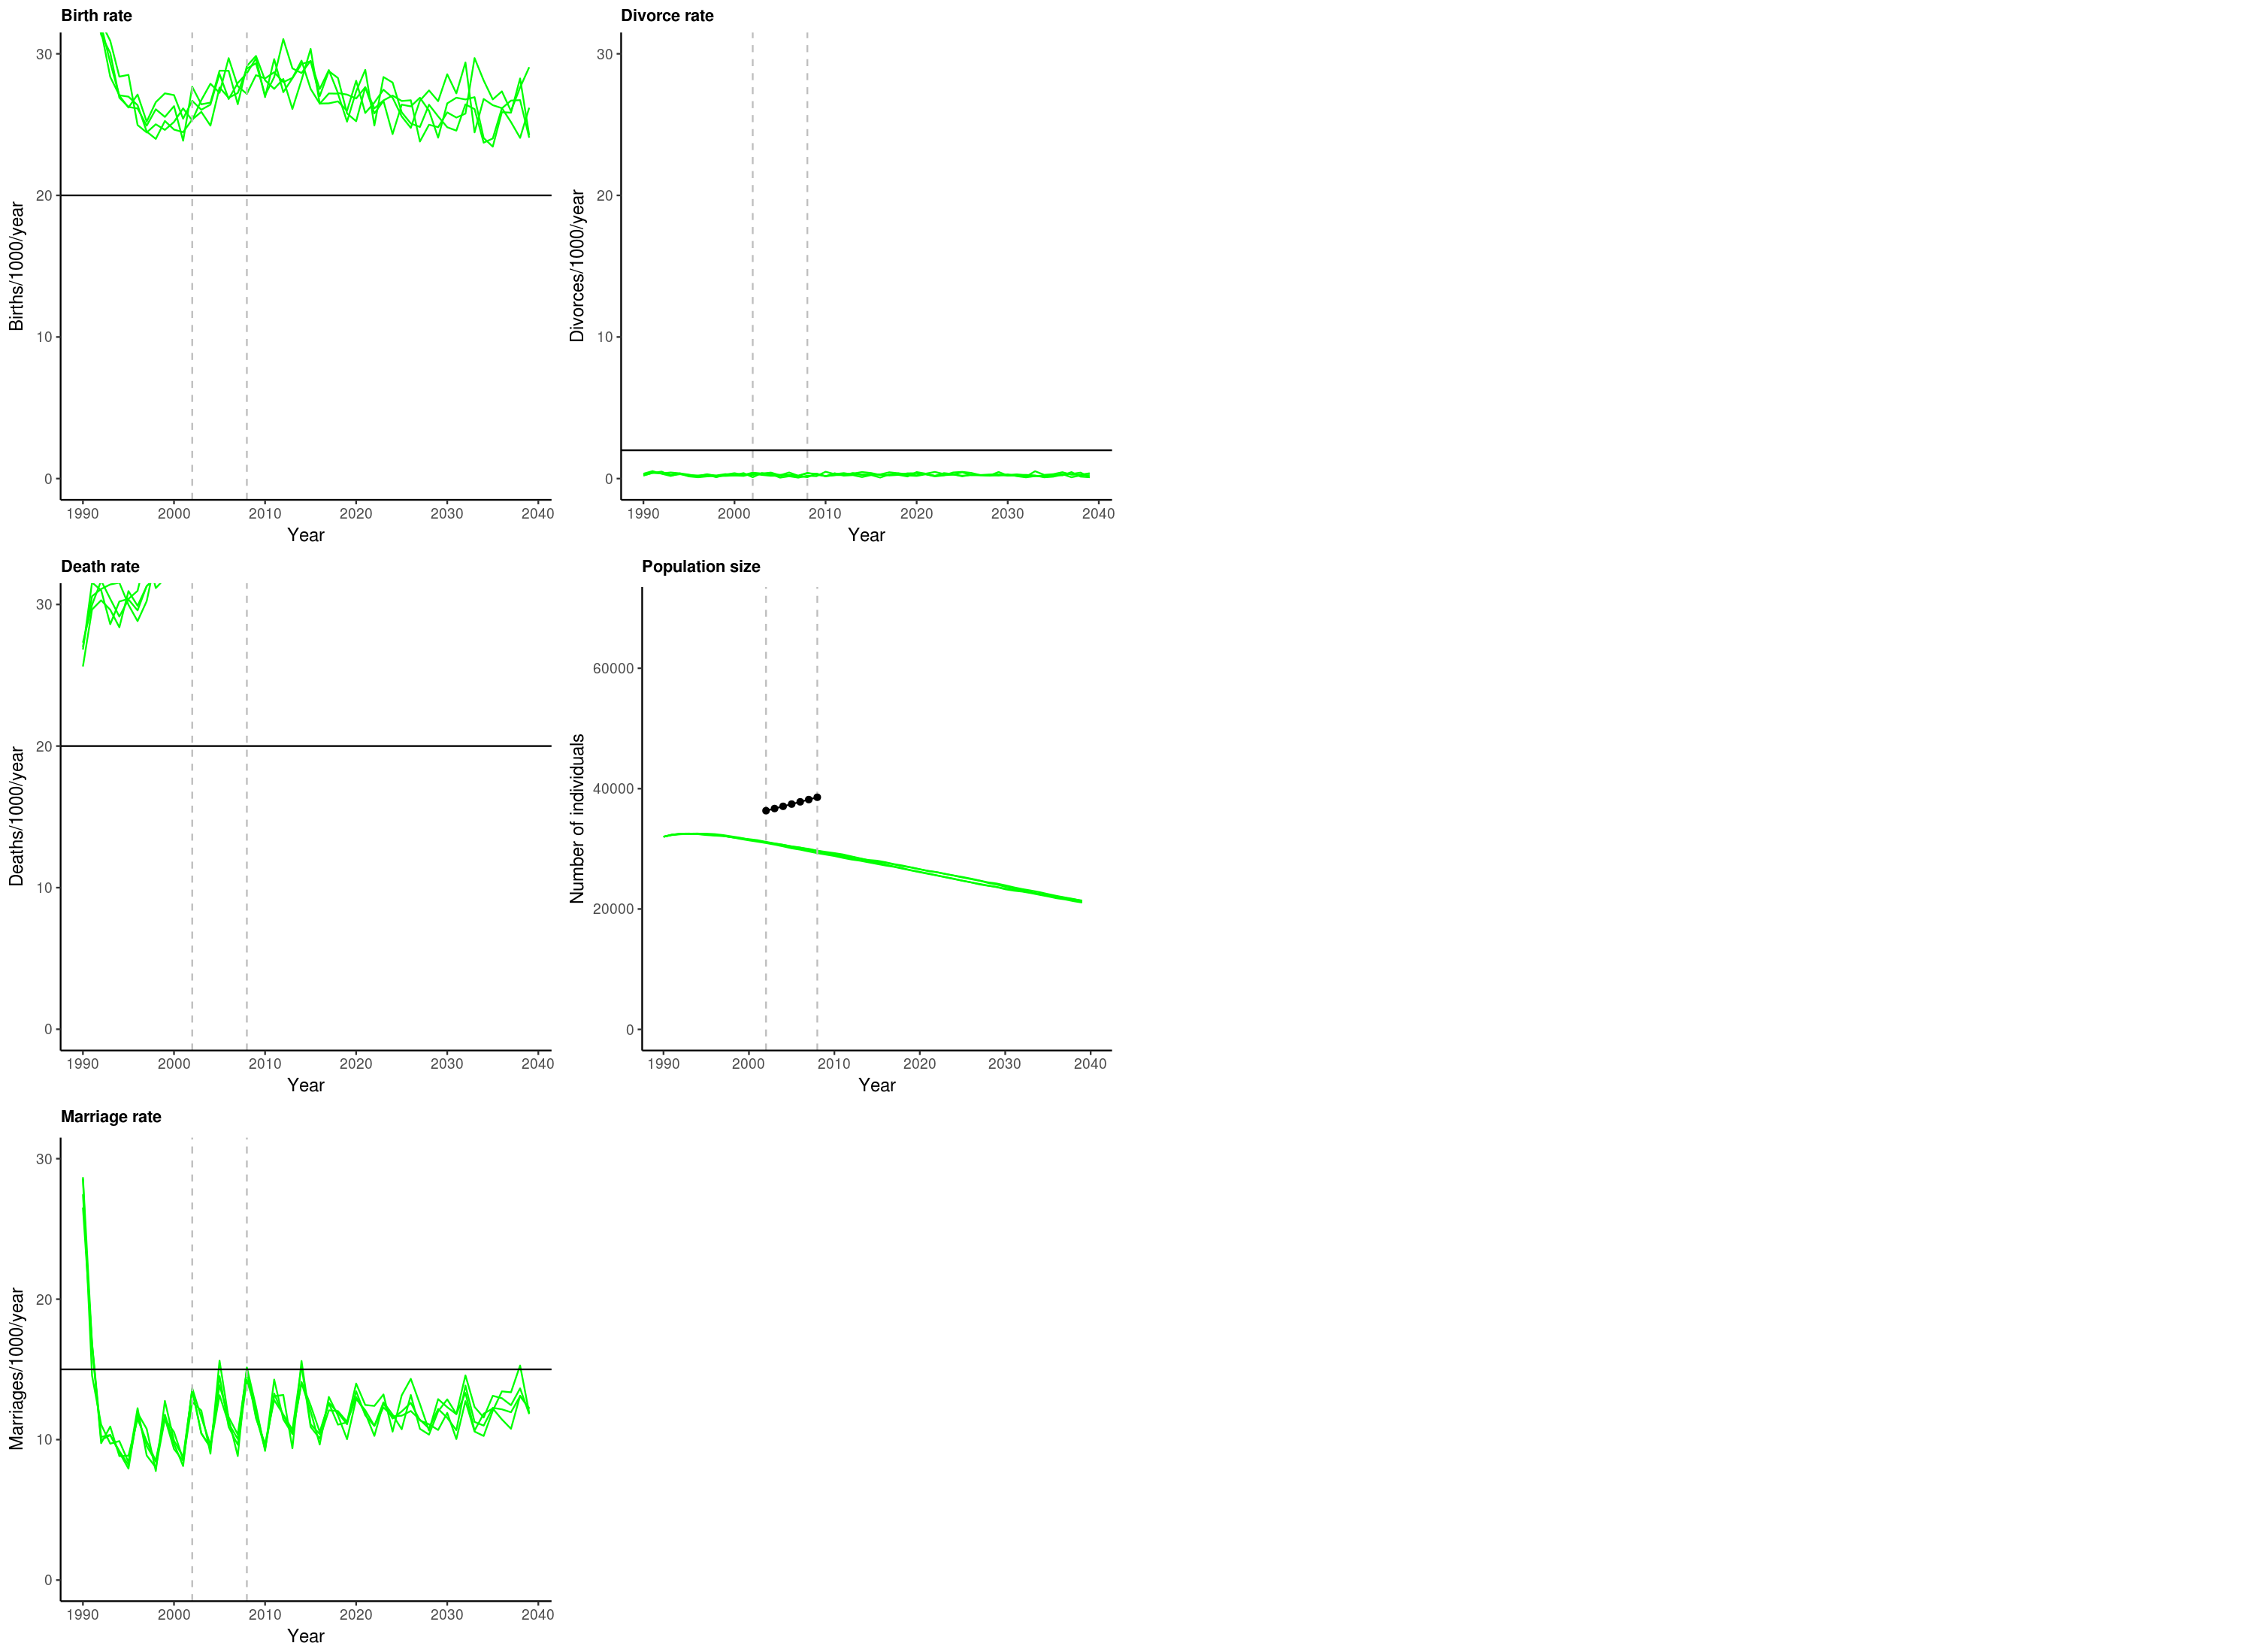 Birth rate
Births/1000/year
30
20
10
0
1990 2000 2010 2020 2030 2040
Year
Divorce rate
Divorces/1000/year
30
20
10
0
1990 2000 2010 2020 2030 2040
Year
Death rate
Deaths/1000/year
30
20
10
0
1990 2000 2010 2020 2030 2040
Year
Population size
Number of individuals
60000
40000
20000
0
1990 2000 2010 2020 2030 2040
Year
Marriage rate
Marriages/1000/year
30
20
10
0
1990 2000 2010 2020 2030 2040
Year